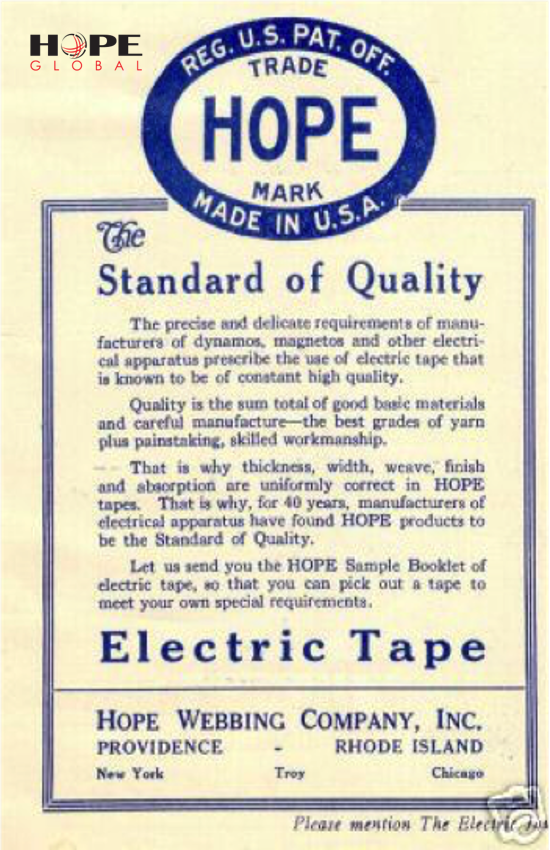 HOPE
GLOBAL
REG. U.S. PAT. OFF.
TRADE
HOPE
MARK
MADE IN U.S.A.
The
Standard of Quality
The precise and delicate requirements of manu-
facturers of dynamos, magnetos and other electri-
cal apparatus prescribe the use of electric tape that
is known to be of constant high quality.
Quality is the sum total of good basic materials
and careful manufacture—the best grades of yarn
plus painstaking, skilled workmanship.
That is why thickness, width, weave, finish
and absorption are uniformly correct in HOPE
tapes. That is why, for 40 years, manufacturers of
electrical apparatus have found HOPE products to
be the Standard of Quality.
Let us send you the HOPE Sample Booklet of
electric tape, so that you can pick out a tape to
meet your own special requirements.
Electric Tape
HOPE WEBBING COMPANY, INC.
PROVIDENCE - RHODE ISLAND
New York Troy Chicago
Please mention The Electric